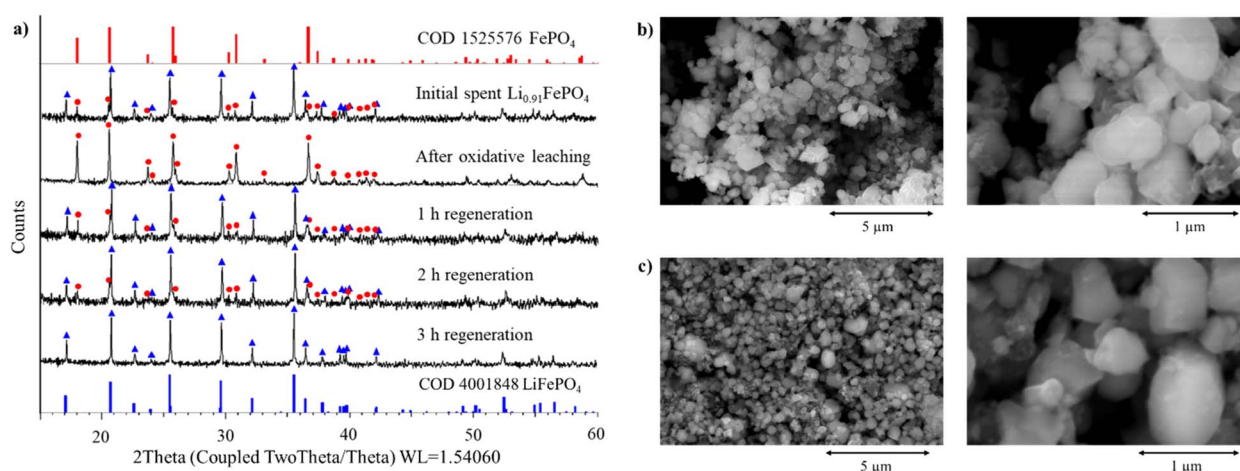 a)
COD 1525576 FePO₄
Initial spent Li₀.₉₁FePO₄
After oxidative leaching
1 h regeneration
2 h regeneration
3 h regeneration
COD 4001848 LiFePO₄
Counts
20 30 40 50 60
2Theta (Coupled TwoTheta/Theta) WL=1.54060
b)
5 µm
1 µm
c)
5 µm
1 µm